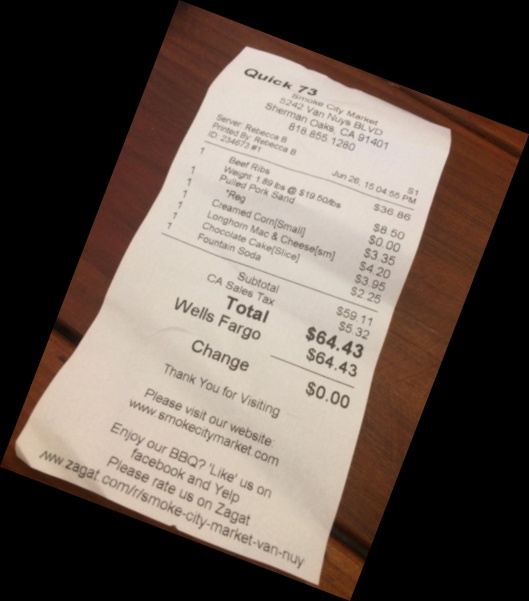 Quick 73
Smoke City Market
5242 Van Nuys BLVD
Sherman Oaks, CA 91401
818 855 1280
Server: Rebecca B S1
Printed By: Rebecca B Jun 26, 15 04:55 PM
ID: 234673 #1
1 Beef Ribs $36.86
Weight: 1.89 lbs @ $19.50/lbs
1 Pulled Pork Sand $8.50
1 *Reg $0.00
1 Creamed Corn[Small] $3.35
1 Longhorn Mac & Cheese[sm] $4.20
1 Chocolate Cake[Slice] $3.95
1 Fountain Soda $2.25
Subtotal $59.11
CA Sales Tax $5.32
Total $64.43
Wells Fargo $64.43
Change $0.00
Thank You for Visiting
Please visit our website:
www.smokecitymarket.com
Enjoy our BBQ? 'Like' us on
facebook and Yelp
Please rate us on Zagat
ww.zagat.com/r/smoke-city-market-van-nuy